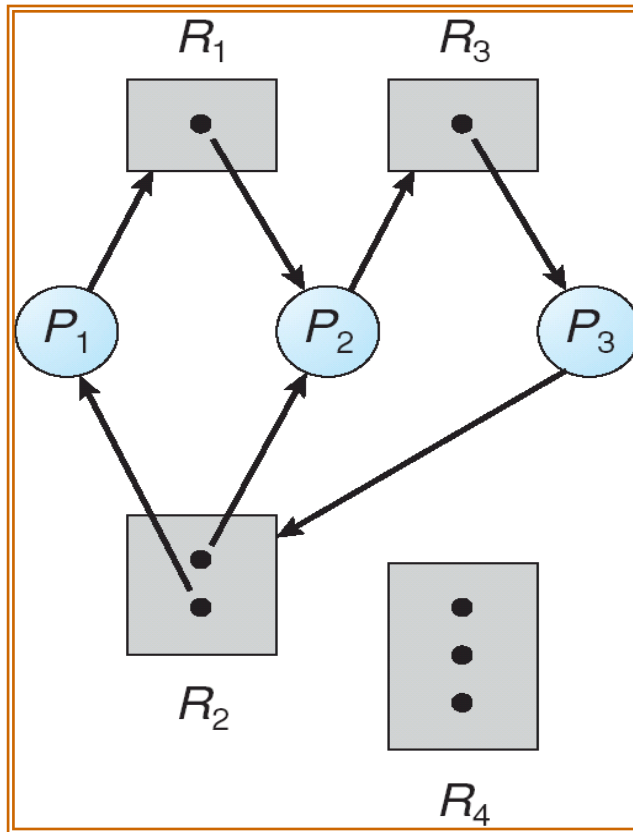 R₁ R₃
P₁ P₂ P₃
R₂
R₄